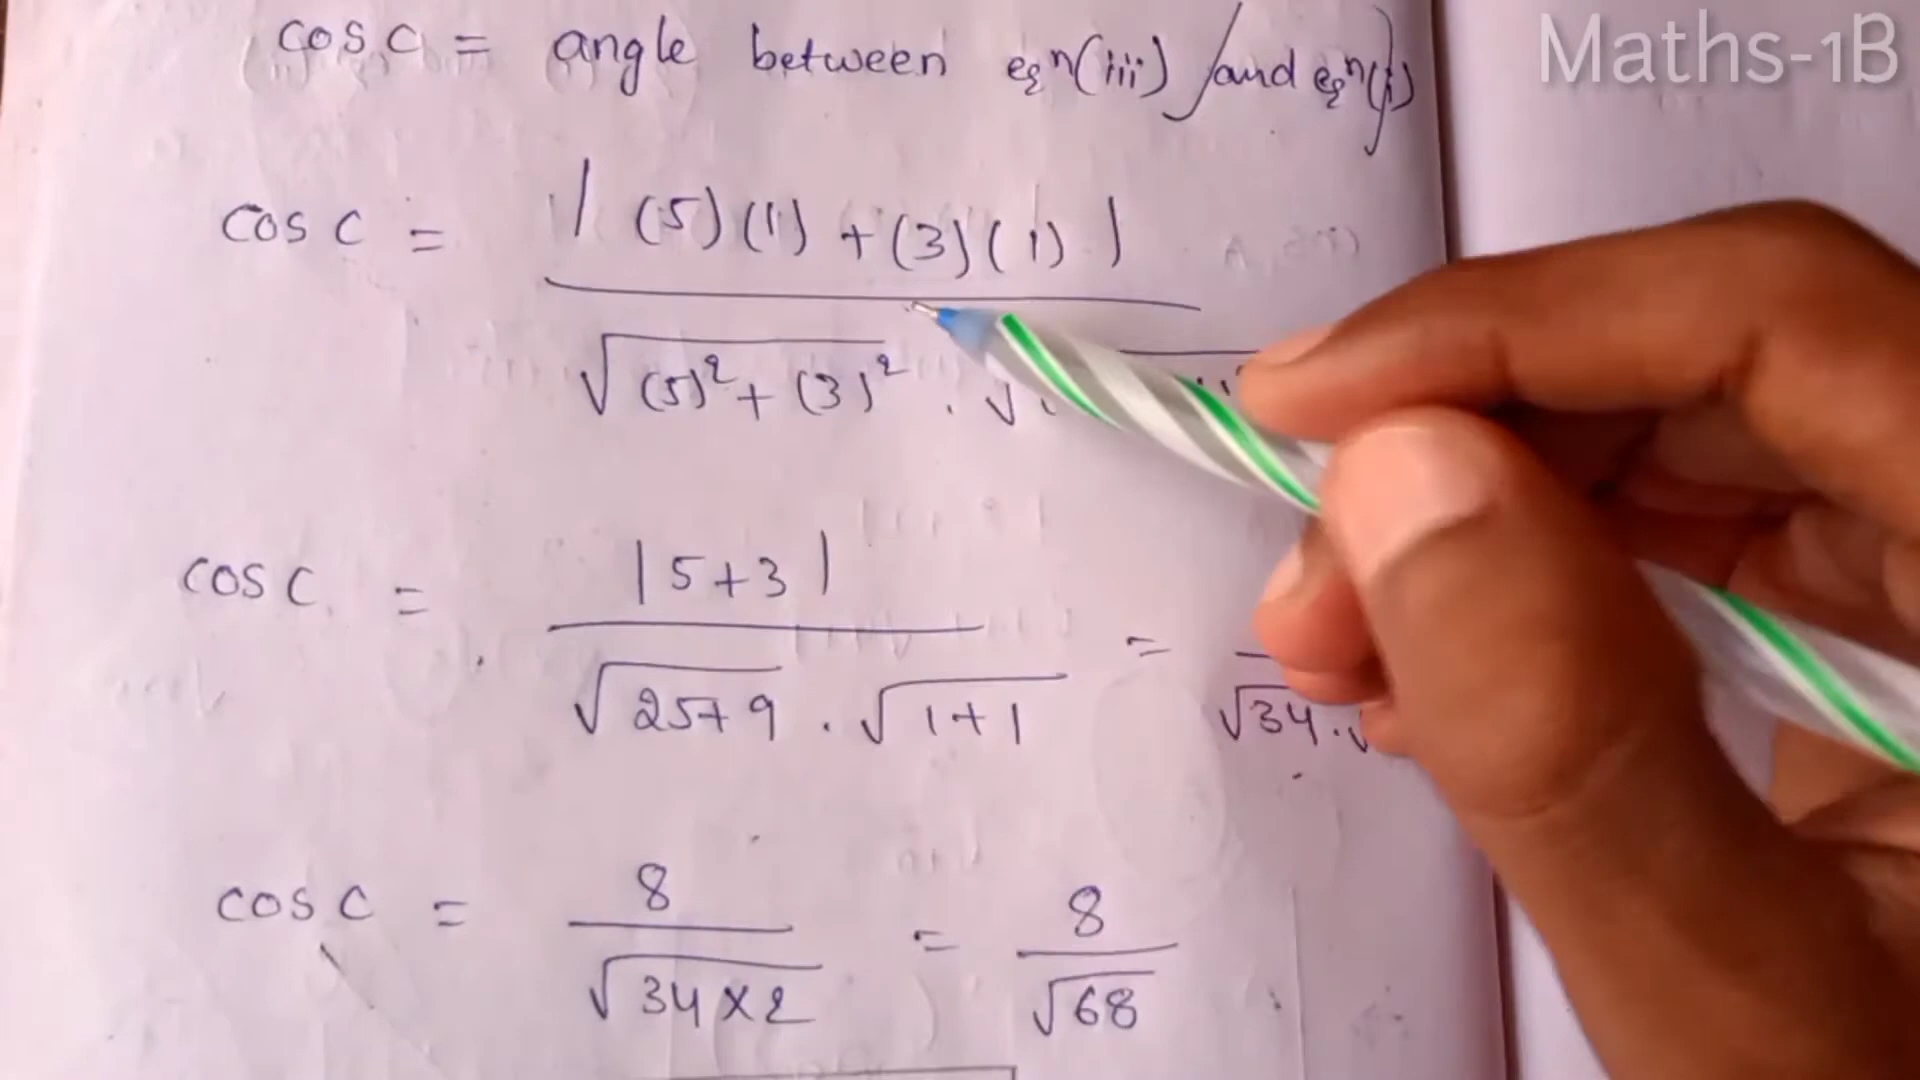 Maths-1B
cos C = angle between eqn(iii) and eqn(i)
cos C = |(5)(1) + (3)(1)|
√(5)² + (3)² . √
cos C = |5+3|
√25+9 . √1+1 = √34 . √
cos C = 8 / √34×2 = 8 / √68